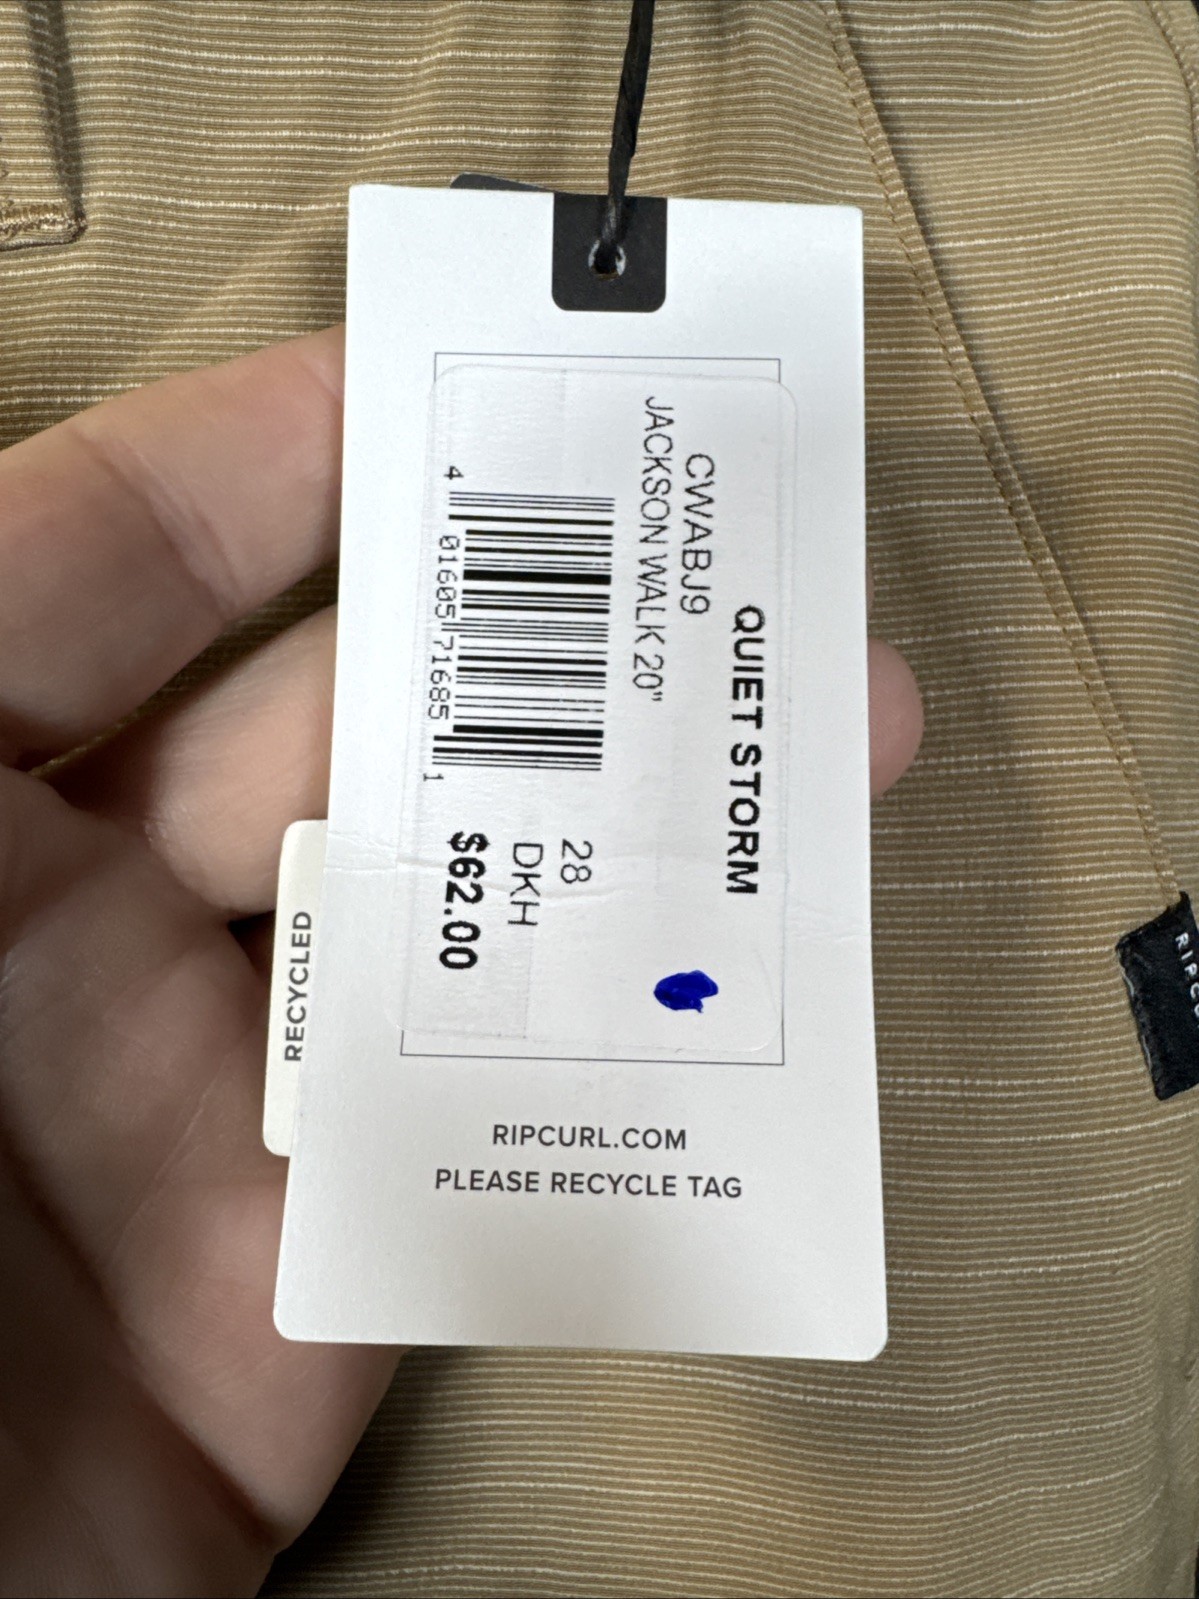 QUIET STORM
CWABJ9
JACKSON WALK 20"
4 01605 71685 1
28
DKH
$62.00
RIPCURL.COM
PLEASE RECYCLE TAG
RECYCLED